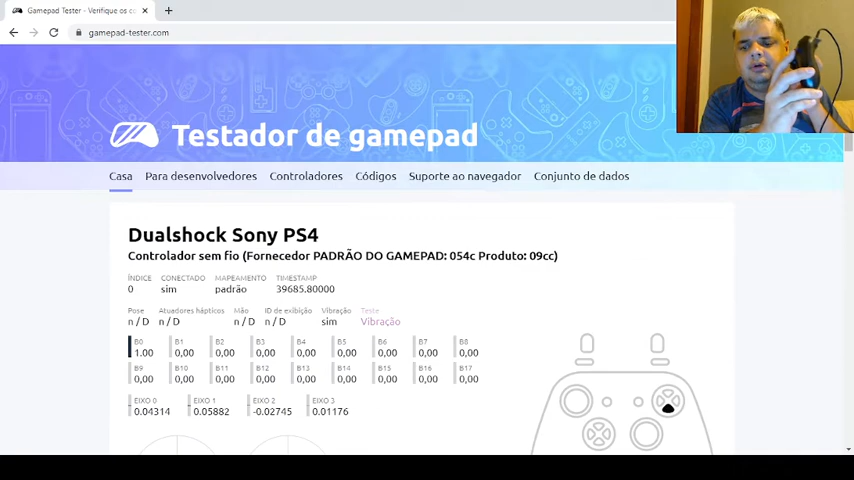 Gamepad Tester - Verifique os co
gamepad-tester.com
Testador de gamepad
Casa Para desenvolvedores Controladores Códigos Suporte ao navegador Conjunto de dados
Dualshock Sony PS4
Controlador sem fio (Fornecedor PADRÃO DO GAMEPAD: 054c Produto: 09cc)
ÍNDICE CONECTADO MAPEAMENTO TIMESTAMP
0 sim padrão 39685.80000
Pose Atuadores hápticos Mão ID de exibição Vibração Teste
n / D n / D n / D n / D sim Vibração
B0 B1 B2 B3 B4 B5 B6 B7 B8
1.00 0,00 0,00 0,00 0,00 0,00 0,00 0,00 0,00
B9 B10 B11 B12 B13 B14 B15 B16 B17
0,00 0,00 0,00 0,00 0,00 0,00 0,00 0,00 0,00
EIXO 0 EIXO 1 EIXO 2 EIXO 3
0.04314 0.05882 -0.02745 0.01176